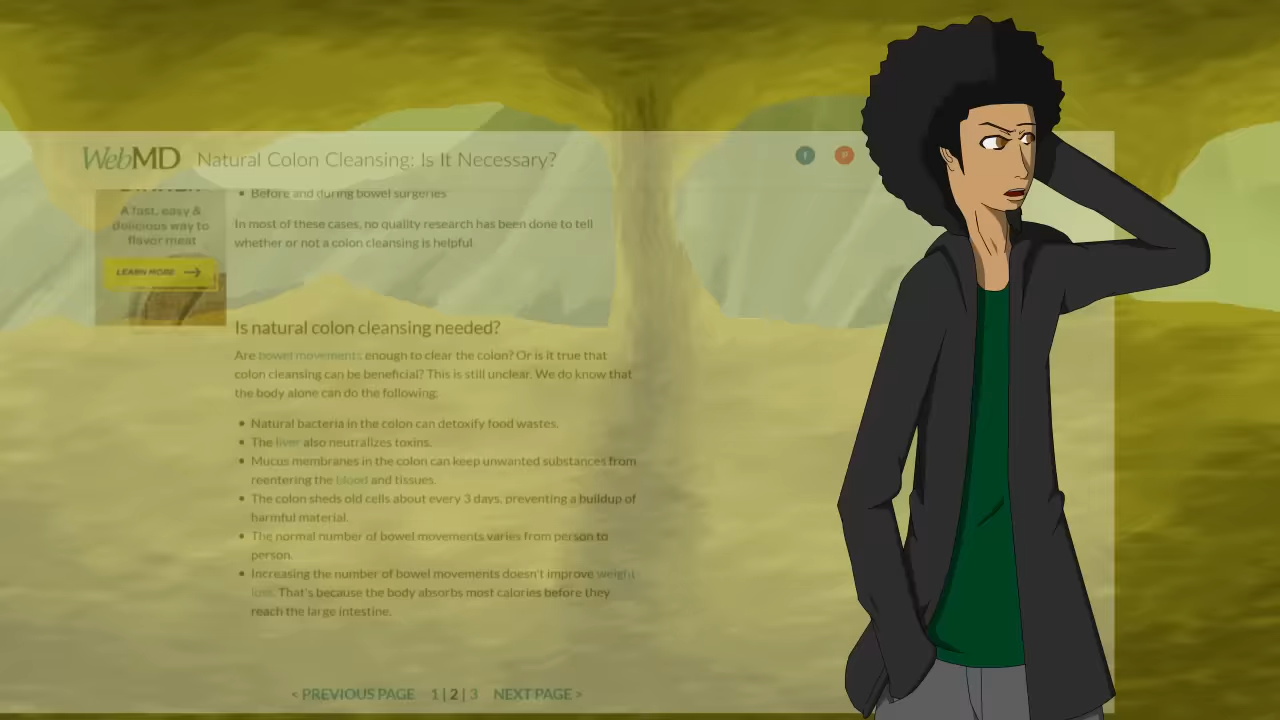 WebMD Natural Colon Cleansing: Is It Necessary?
f P
Before and during bowel surgeries
A fast, easy &
delicious way to
flavor meat
LEARN MORE →
In most of these cases, no quality research has been done to tell
whether or not a colon cleansing is helpful
Is natural colon cleansing needed?
Are bowel movements enough to clear the colon? Or is it true that
colon cleansing can be beneficial? This is still unclear. We do know that
the body alone can do the following:
Natural bacteria in the colon can detoxify food wastes.
The liver also neutralizes toxins.
Mucus membranes in the colon can keep unwanted substances from
reentering the blood and tissues.
The colon sheds old cells about every 3 days, preventing a buildup of
harmful material.
The normal number of bowel movements varies from person to
person.
Increasing the number of bowel movements doesn't improve weight
loss. That's because the body absorbs most calories before they
reach the large intestine.
< PREVIOUS PAGE 1 | 2 | 3 NEXT PAGE >